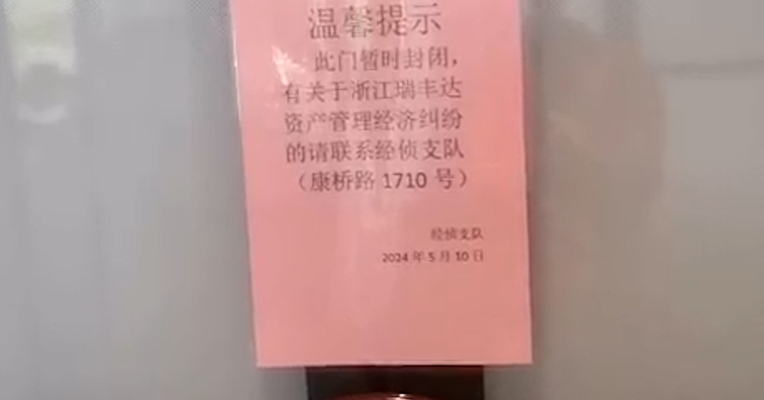 温馨提示
此门暂时封闭，
有关于浙江瑞丰达
资产管理经济纠纷
的请联系经侦支队
（康桥路 1710 号）
经侦支队
2024 年 5 月 10 日